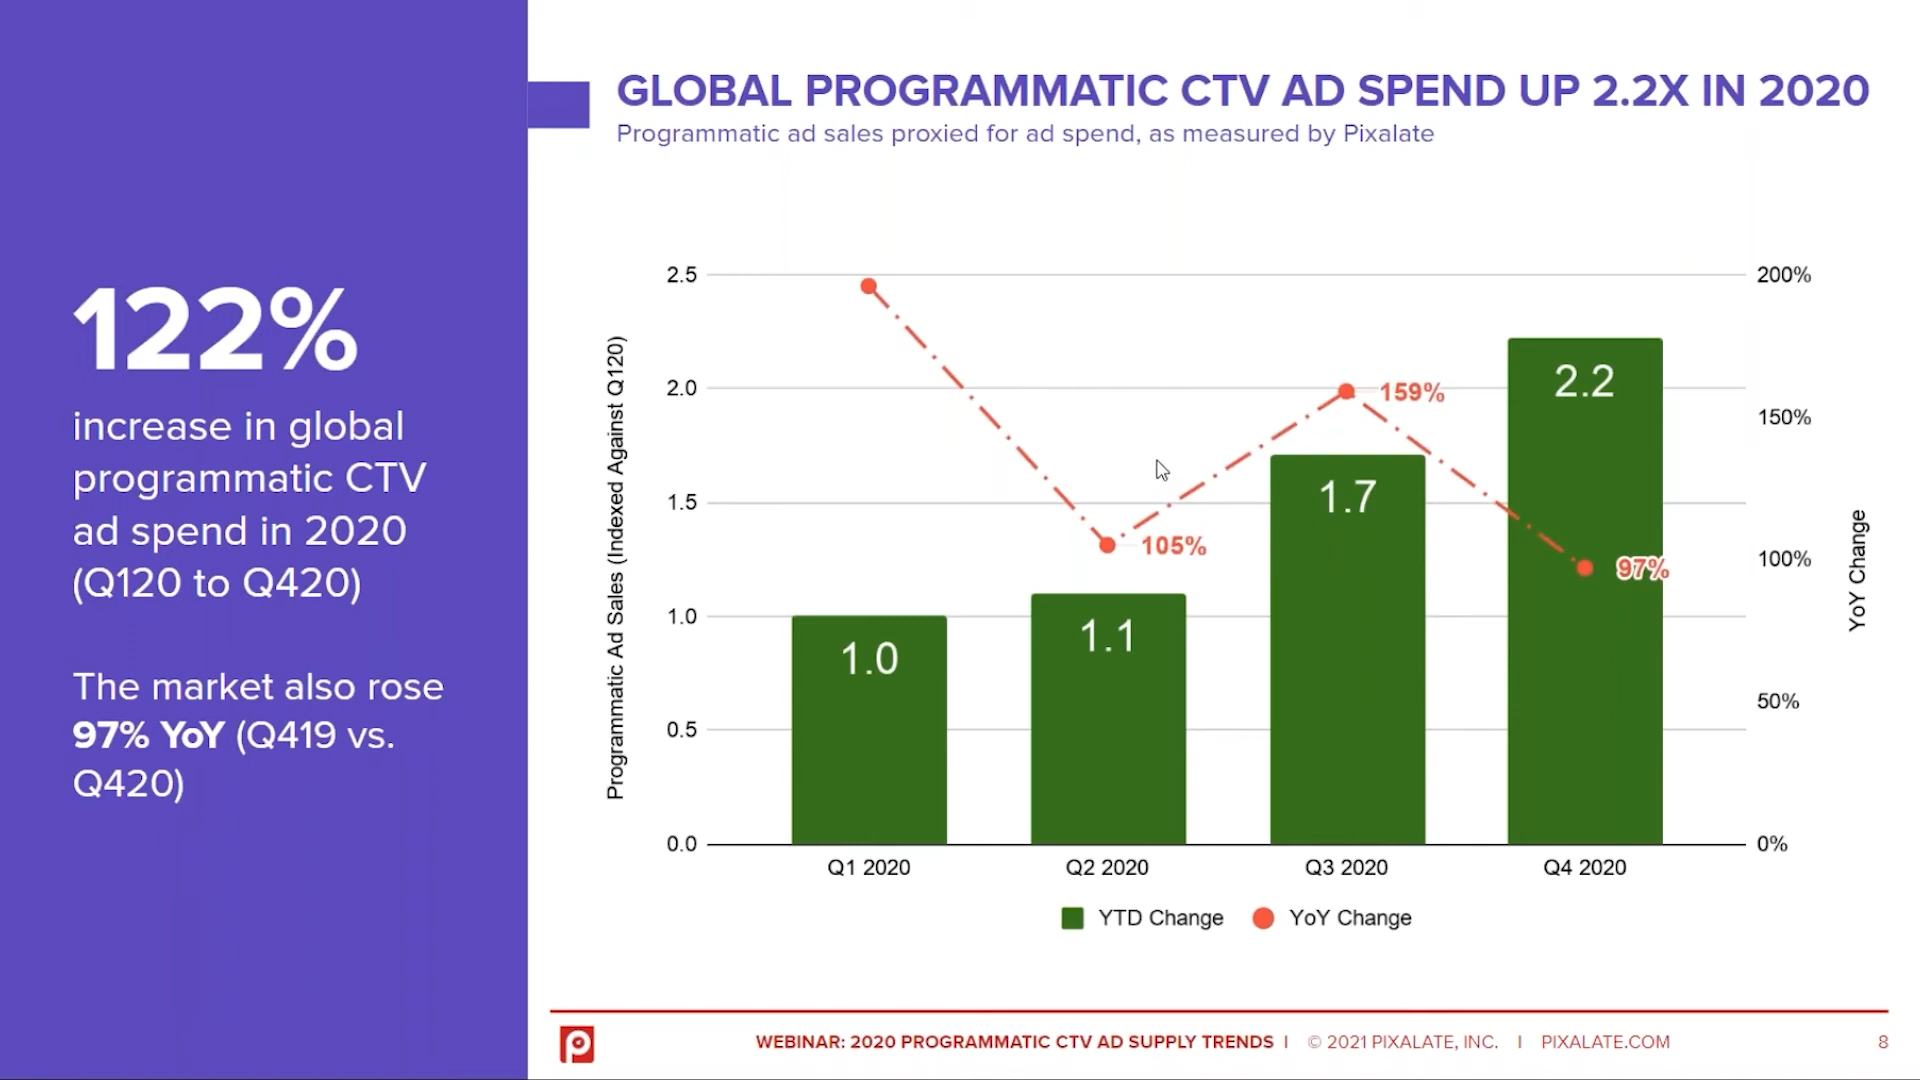 122%
increase in global
programmatic CTV
ad spend in 2020
(Q120 to Q420)
The market also rose
97% YoY (Q419 vs.
Q420)
GLOBAL PROGRAMMATIC CTV AD SPEND UP 2.2X IN 2020
Programmatic ad sales proxied for ad spend, as measured by Pixalate
Programmatic Ad Sales (Indexed Against Q120)
2.5
2.0
1.5
1.0
0.5
0.0
1.0
1.1
1.7
2.2
105%
159%
97%
200%
150%
100%
50%
0%
YoY Change
Q1 2020
Q2 2020
Q3 2020
Q4 2020
YTD Change
YoY Change
WEBINAR: 2020 PROGRAMMATIC CTV AD SUPPLY TRENDS I © 2021 PIXALATE, INC. I PIXALATE.COM
8